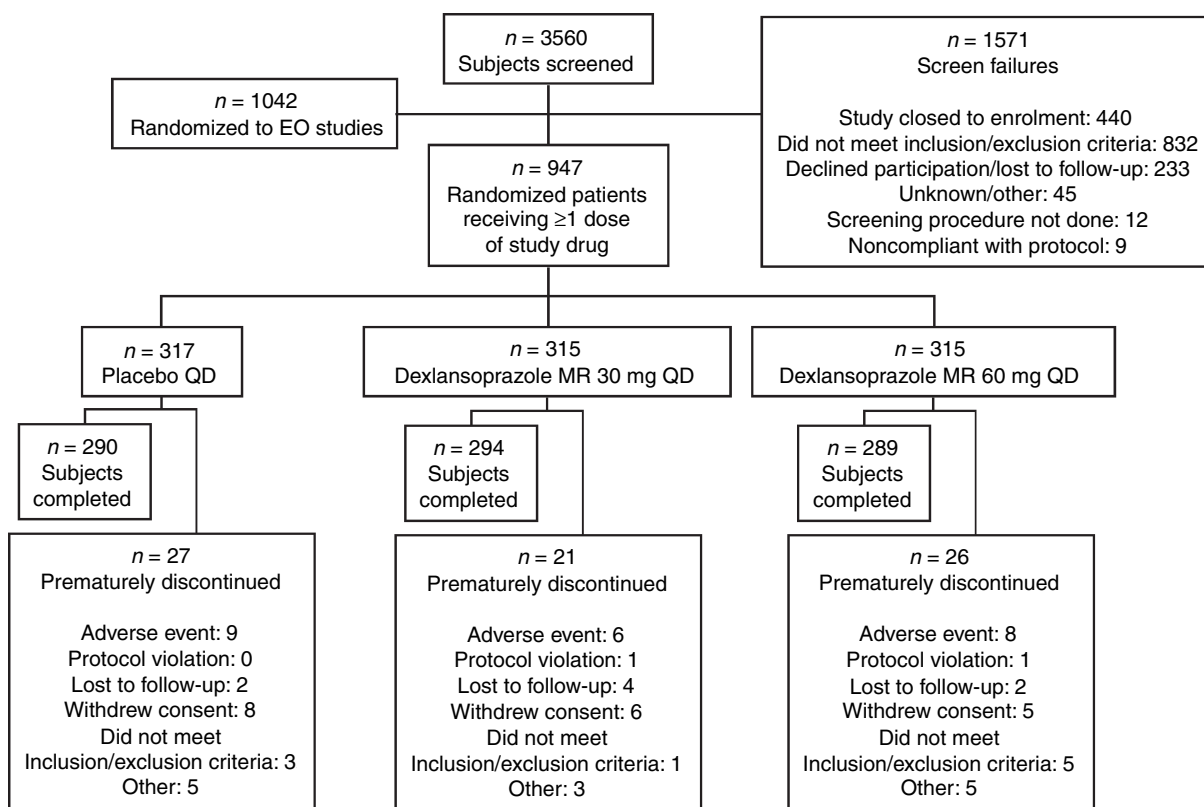 n = 3560
Subjects screened
n = 1042
Randomized to EO studies
n = 1571
Screen failures
Study closed to enrolment: 440
Did not meet inclusion/exclusion criteria: 832
Declined participation/lost to follow-up: 233
Unknown/other: 45
Screening procedure not done: 12
Noncompliant with protocol: 9
n = 947
Randomized patients
receiving ≥1 dose
of study drug
n = 317
Placebo QD
n = 315
Dexlansoprazole MR 30 mg QD
n = 315
Dexlansoprazole MR 60 mg QD
n = 290
Subjects
completed
n = 294
Subjects
completed
n = 289
Subjects
completed
n = 27
Prematurely discontinued
Adverse event: 9
Protocol violation: 0
Lost to follow-up: 2
Withdrew consent: 8
Did not meet
Inclusion/exclusion criteria: 3
Other: 5
n = 21
Prematurely discontinued
Adverse event: 6
Protocol violation: 1
Lost to follow-up: 4
Withdrew consent: 6
Did not meet
Inclusion/exclusion criteria: 1
Other: 3
n = 26
Prematurely discontinued
Adverse event: 8
Protocol violation: 1
Lost to follow-up: 2
Withdrew consent: 5
Did not meet
Inclusion/exclusion criteria: 5
Other: 5